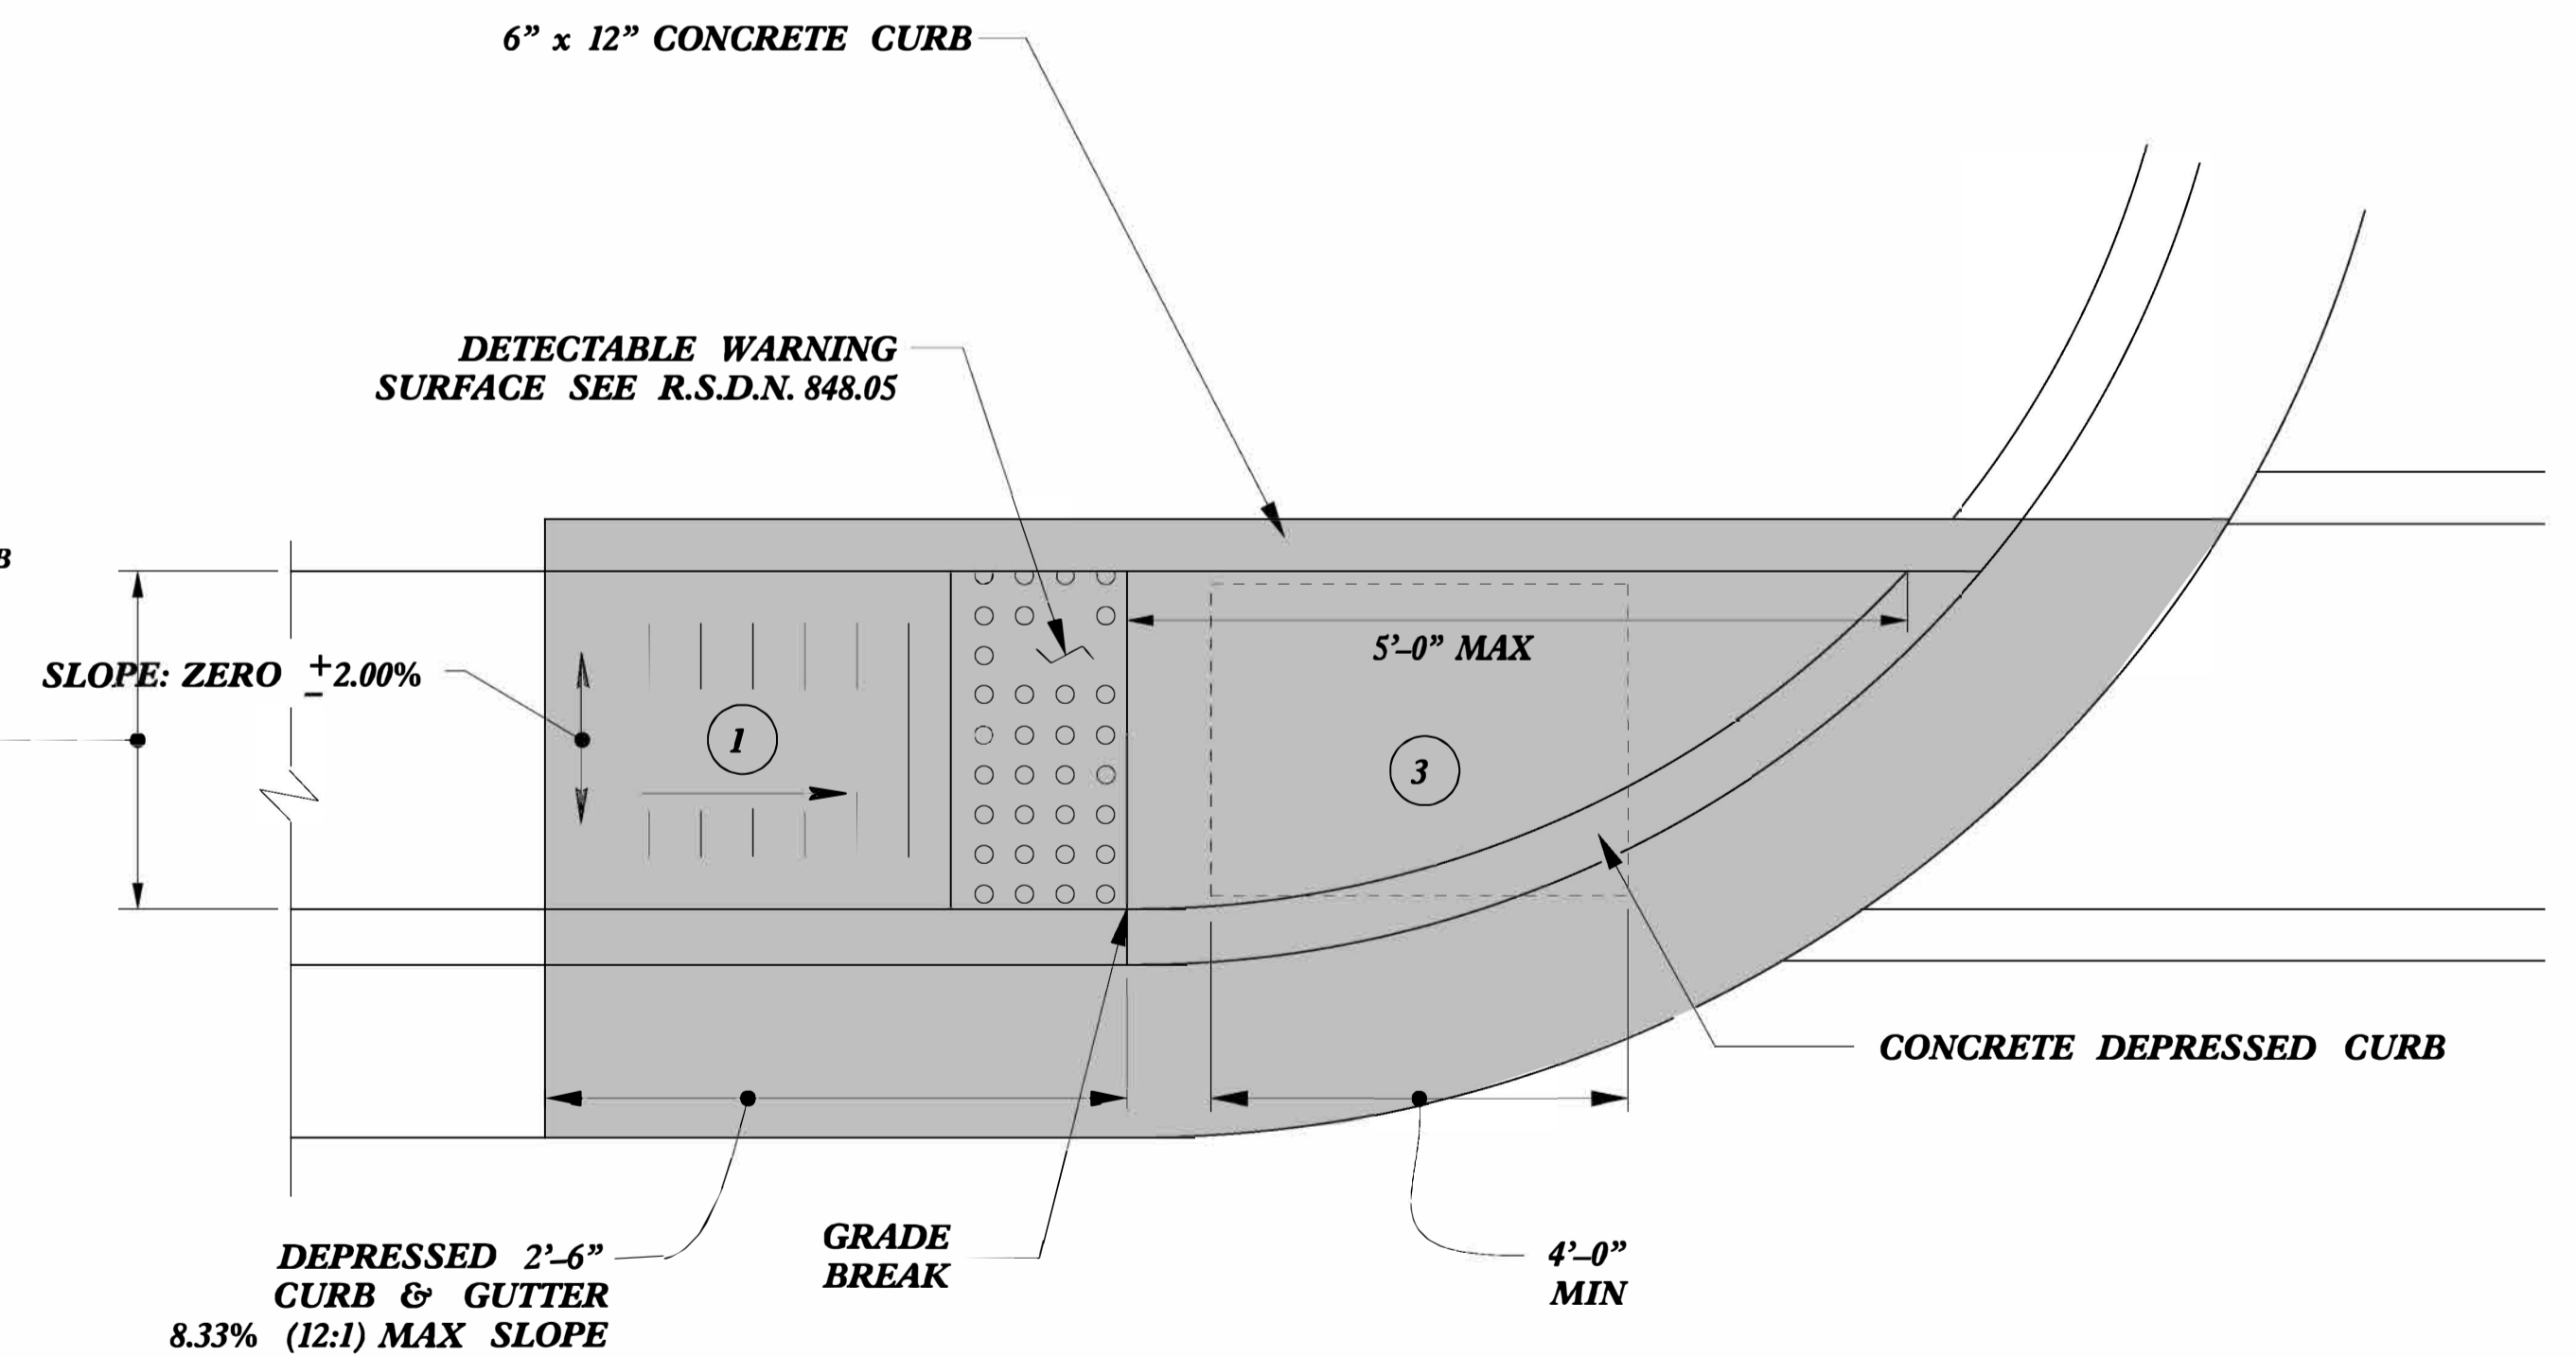 6” x 12” CONCRETE CURB
DETECTABLE WARNING
SURFACE SEE R.S.D.N. 848.05
B
SLOPE: ZERO ±2.00%
5’–0” MAX
1
3
CONCRETE DEPRESSED CURB
DEPRESSED 2’–6”
CURB & GUTTER
8.33% (12:1) MAX SLOPE
GRADE
BREAK
4’–0”
MIN